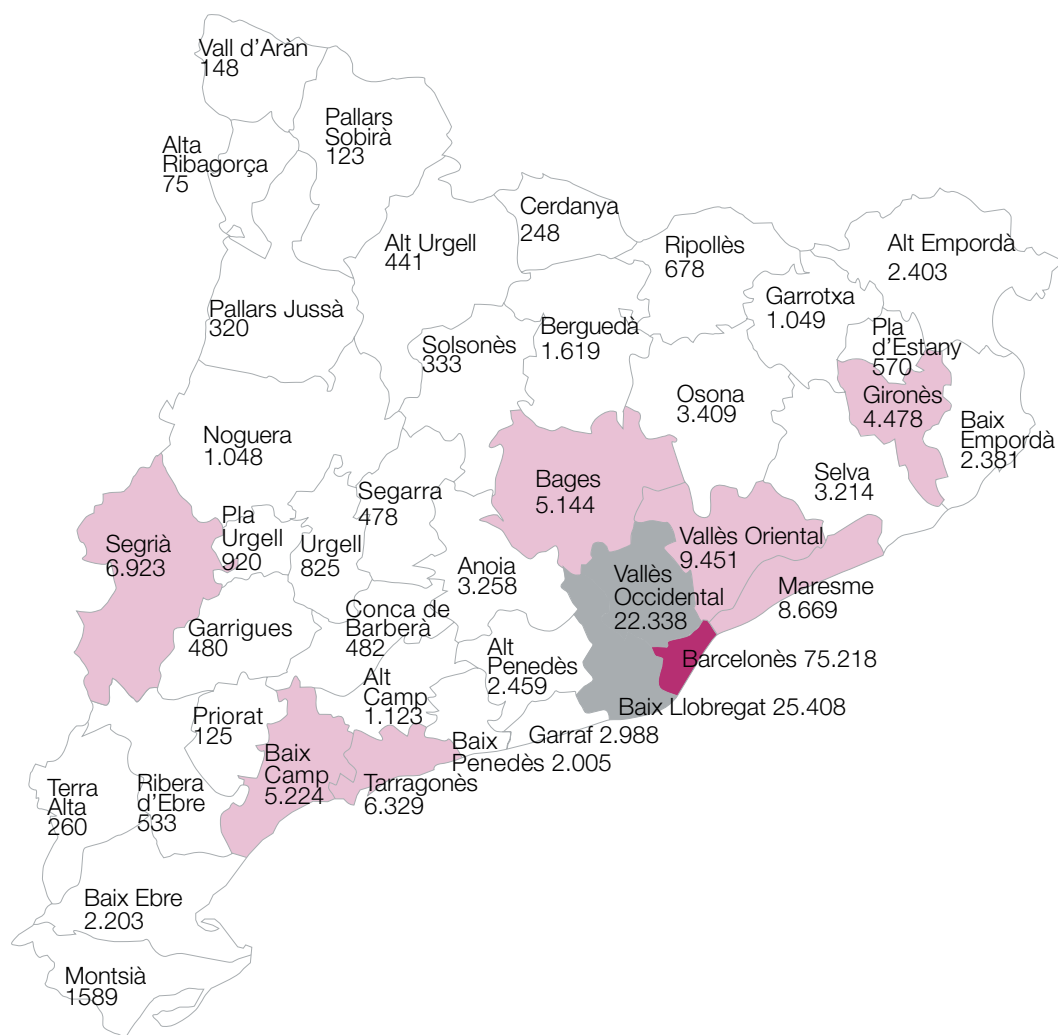 Vall d’Aràn
148
Pallars
Sobirà
123
Alta
Ribagorça
75
Cerdanya
248
Alt Urgell
441
Ripollès
678
Alt Empordà
2.403
Pallars Jussà
320
Garrotxa
1.049
Berguedà
1.619
Solsonès
333
Pla
d’Estany
570
Gironès
4.478
Osona
3.409
Baix
Empordà
2.381
Noguera
1.048
Selva
3.214
Bages
5.144
Segarra
478
Pla
Urgell
920
Urgell
825
Segrià
6.923
Vallès Oriental
9.451
Anoia
3.258
Vallès
Occidental
22.338
Maresme
8.669
Conca de
Barberà
482
Garrigues
480
Alt
Penedès
2.459
Barcelonès 75.218
Alt
Camp
1.123
Baix Llobregat 25.408
Priorat
125
Garraf 2.988
Baix
Penedès 2.005
Baix
Camp
5.224
Tarragonès
6.329
Terra
Alta
260
Ribera
d’Ebre
533
Baix Ebre
2.203
Montsià
1589